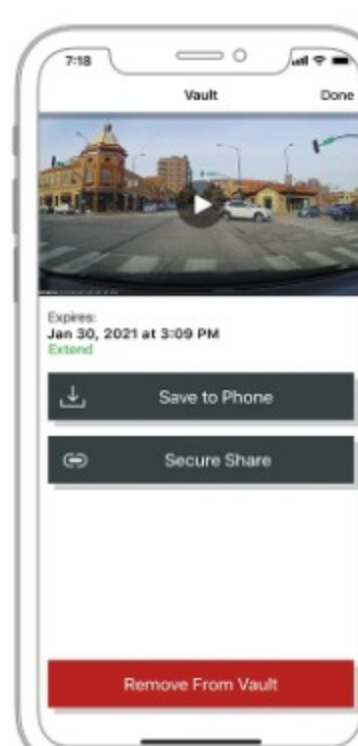 7:18
Vault
Done
Expires:
Jan 30, 2021 at 3:09 PM
Extend
Save to Phone
Secure Share
Remove From Vault